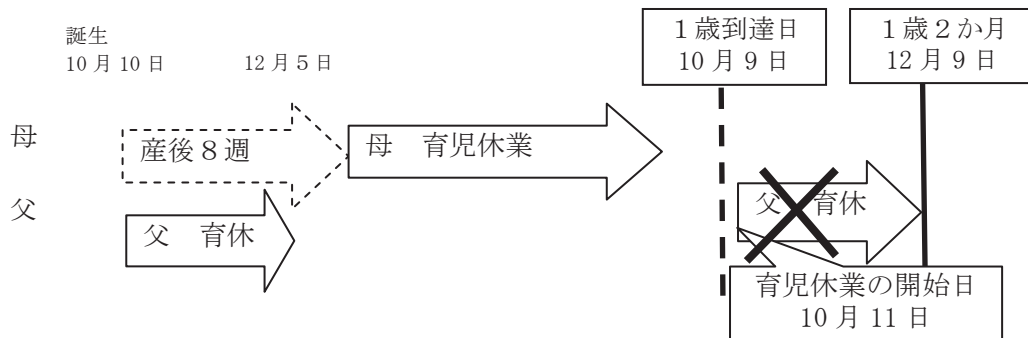 誕生
10月10日 12月5日
1歳到達日
10月9日
1歳2か月
12月9日
母
産後8週
母 育児休業
父
父 育休
父 育休
育児休業の開始日
10月11日